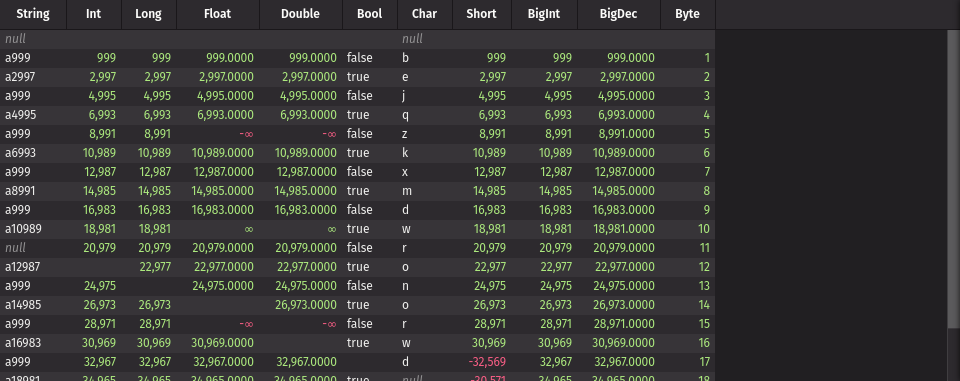 String Int Long Float Double Bool Char Short BigInt BigDec Byte
null null
a999 999 999 999.0000 999.0000 false b 999 999 999.0000 1
a2997 2,997 2,997 2,997.0000 2,997.0000 true e 2,997 2,997 2,997.0000 2
a999 4,995 4,995 4,995.0000 4,995.0000 false j 4,995 4,995 4,995.0000 3
a4995 6,993 6,993 6,993.0000 6,993.0000 true q 6,993 6,993 6,993.0000 4
a999 8,991 8,991 -∞ -∞ false z 8,991 8,991 8,991.0000 5
a6993 10,989 10,989 10,989.0000 10,989.0000 true k 10,989 10,989 10,989.0000 6
a999 12,987 12,987 12,987.0000 12,987.0000 false x 12,987 12,987 12,987.0000 7
a8991 14,985 14,985 14,985.0000 14,985.0000 true m 14,985 14,985 14,985.0000 8
a999 16,983 16,983 16,983.0000 16,983.0000 false d 16,983 16,983 16,983.0000 9
a10989 18,981 18,981 ∞ ∞ true w 18,981 18,981 18,981.0000 10
null 20,979 20,979 20,979.0000 20,979.0000 false r 20,979 20,979 20,979.0000 11
a12987 22,977 22,977.0000 22,977.0000 true o 22,977 22,977 22,977.0000 12
a999 24,975 24,975.0000 24,975.0000 false n 24,975 24,975 24,975.0000 13
a14985 26,973 26,973 26,973.0000 true o 26,973 26,973 26,973.0000 14
a999 28,971 28,971 -∞ -∞ false r 28,971 28,971 28,971.0000 15
a16983 30,969 30,969 30,969.0000 true w 30,969 30,969 30,969.0000 16
a999 32,967 32,967 32,967.0000 32,967.0000 d -32,569 32,967 32,967.0000 17
a18981 34,965 34,965 34,965.0000 34,965.0000 true null -30,571 34,965 34,965.0000 18